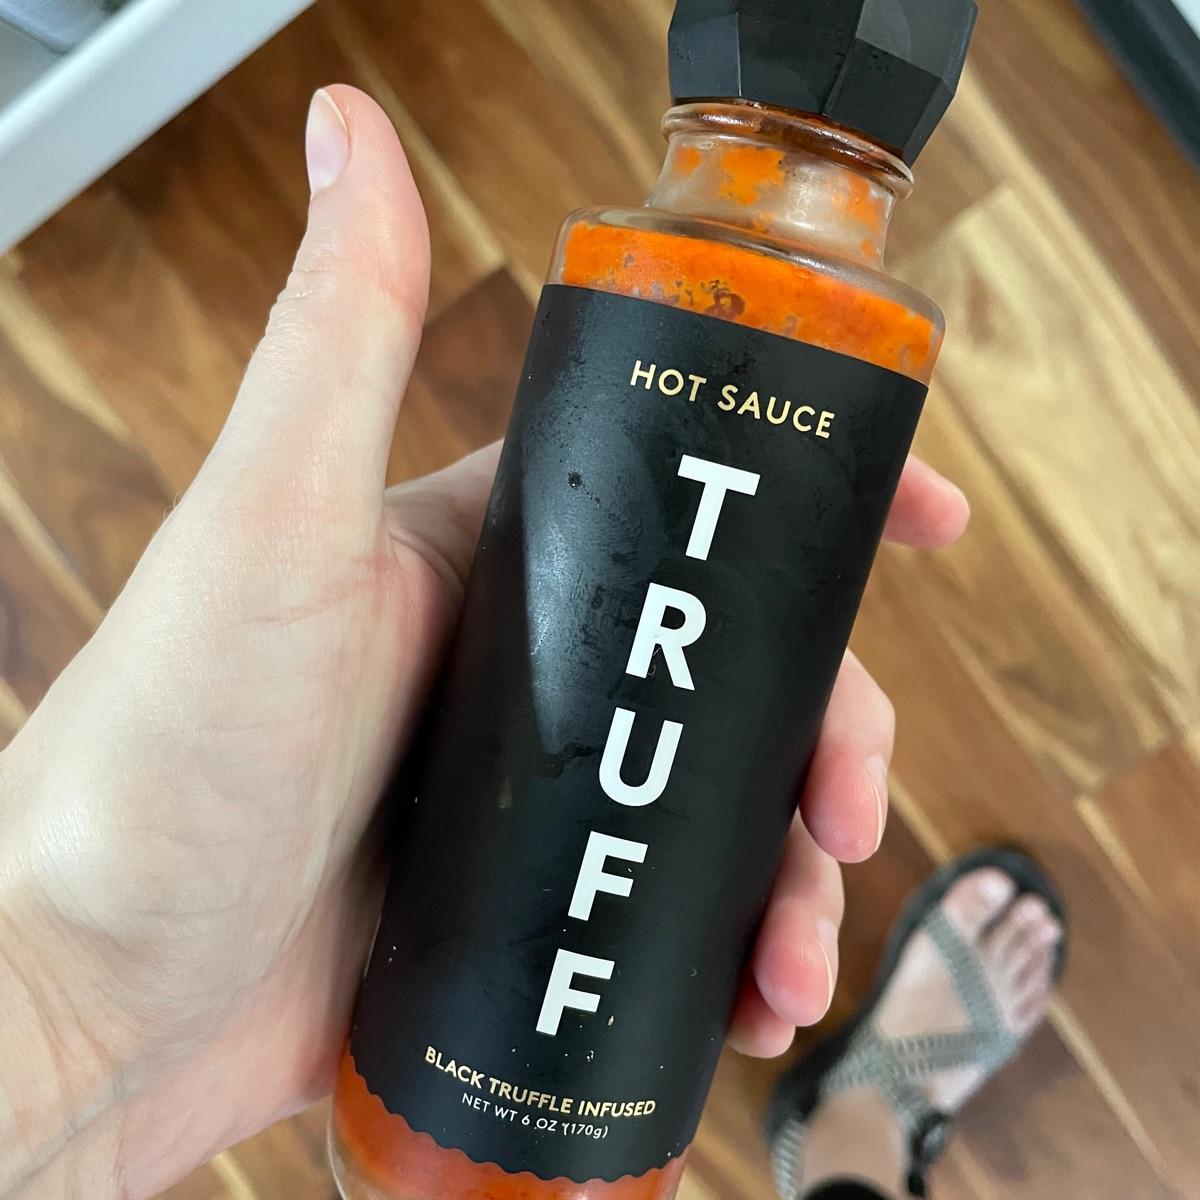 HOT SAUCE
TRUFF
BLACK TRUFFLE INFUSED
NET WT 6 OZ (170g)